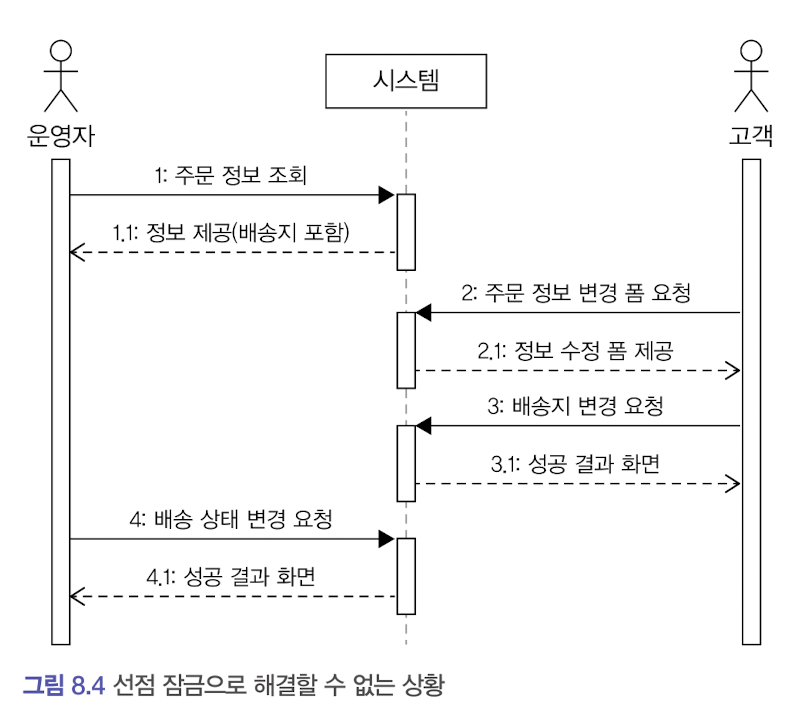 시스템
운영자
고객
1: 주문 정보 조회
1.1: 정보 제공(배송지 포함)
2: 주문 정보 변경 폼 요청
2.1: 정보 수정 폼 제공
3: 배송지 변경 요청
3.1: 성공 결과 화면
4: 배송 상태 변경 요청
4.1: 성공 결과 화면
그림 8.4 선점 잠금으로 해결할 수 없는 상황